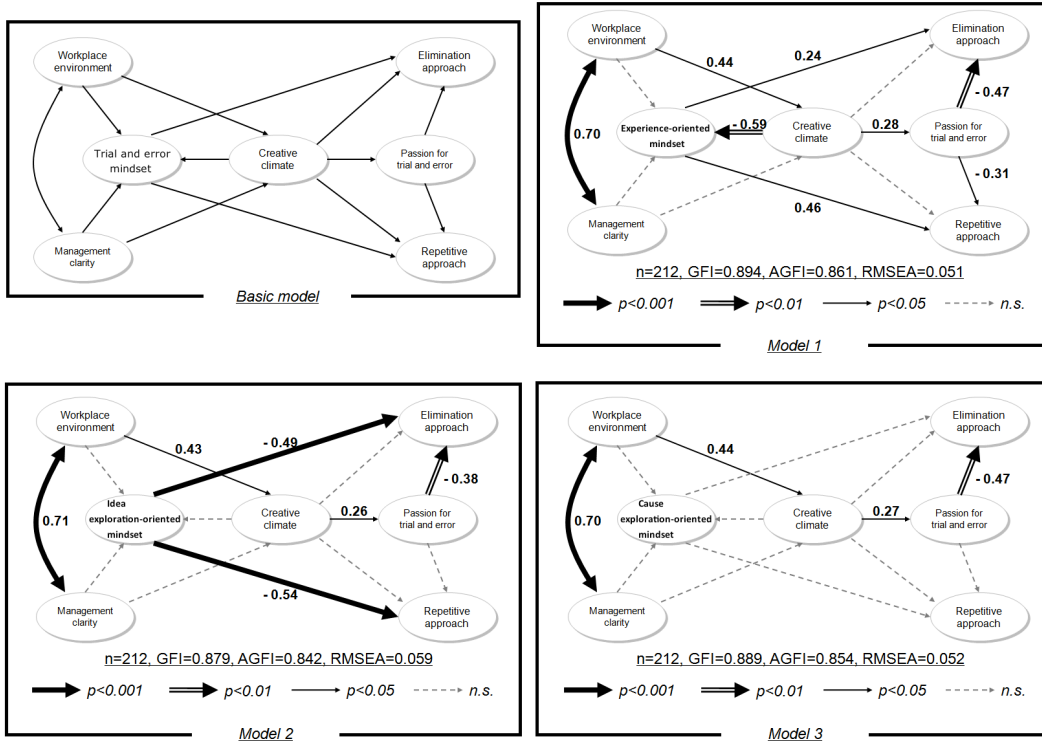 Workplace
environment
Elimination
approach
Trial and error
mindset
Creative
climate
Passion for
trial and error
Management
clarity
Repetitive
approach
Basic model
Workplace
environment
Elimination
approach
0.44
0.24
- 0.47
0.70
Experience-oriented
mindset
- 0.59
Creative
climate
0.28
Passion for
trial and error
- 0.31
0.46
Management
clarity
Repetitive
approach
n=212, GFI=0.894, AGFI=0.861, RMSEA=0.051
p<0.001 p<0.01 p<0.05 n.s.
Model 1
Workplace
environment
Elimination
approach
0.43
- 0.49
- 0.38
0.71
Idea
exploration-oriented
mindset
Creative
climate
0.26
Passion for
trial and error
- 0.54
Management
clarity
Repetitive
approach
n=212, GFI=0.879, AGFI=0.842, RMSEA=0.059
p<0.001 p<0.01 p<0.05 n.s.
Model 2
Workplace
environment
Elimination
approach
0.44
- 0.47
0.70
Cause
exploration-oriented
mindset
Creative
climate
0.27
Passion for
trial and error
Management
clarity
Repetitive
approach
n=212, GFI=0.889, AGFI=0.854, RMSEA=0.052
p<0.001 p<0.01 p<0.05 n.s.
Model 3